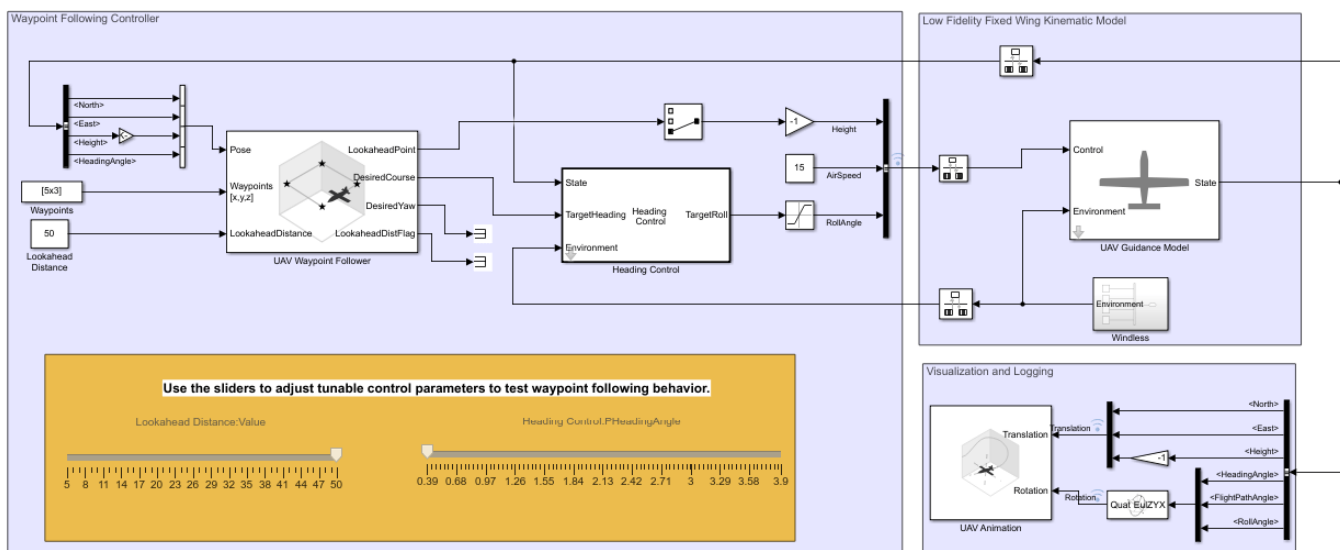 Waypoint Following Controller
<North>
<East>
<Height>
<HeadingAngle>
[5x3]
Waypoints
50
Lookahead
Distance
Pose
Waypoints
[x,y,z]
LookaheadDistance
LookaheadPoint
DesiredCourse
DesiredYaw
LookaheadDistFlag
UAV Waypoint Follower
State
TargetHeading
Environment
Heading
Control
TargetRoll
Heading Control
-1
Height
15
AirSpeed
RollAngle
Use the sliders to adjust tunable control parameters to test waypoint following behavior.
Lookahead Distance:Value
5 8 11 14 17 20 23 26 29 32 35 38 41 44 47 50
Heading Control:PHeadingAngle
0.39 0.68 0.97 1.26 1.55 1.84 2.13 2.42 2.71 3 3.29 3.58 3.9
Low Fidelity Fixed Wing Kinematic Model
Control
Environment
State
UAV Guidance Model
Environment
Windless
Visualization and Logging
Translation
Rotation
UAV Animation
Translation
Rotation
-1
Quat EulZYX
<North>
<East>
<Height>
<HeadingAngle>
<FlightPathAngle>
<RollAngle>